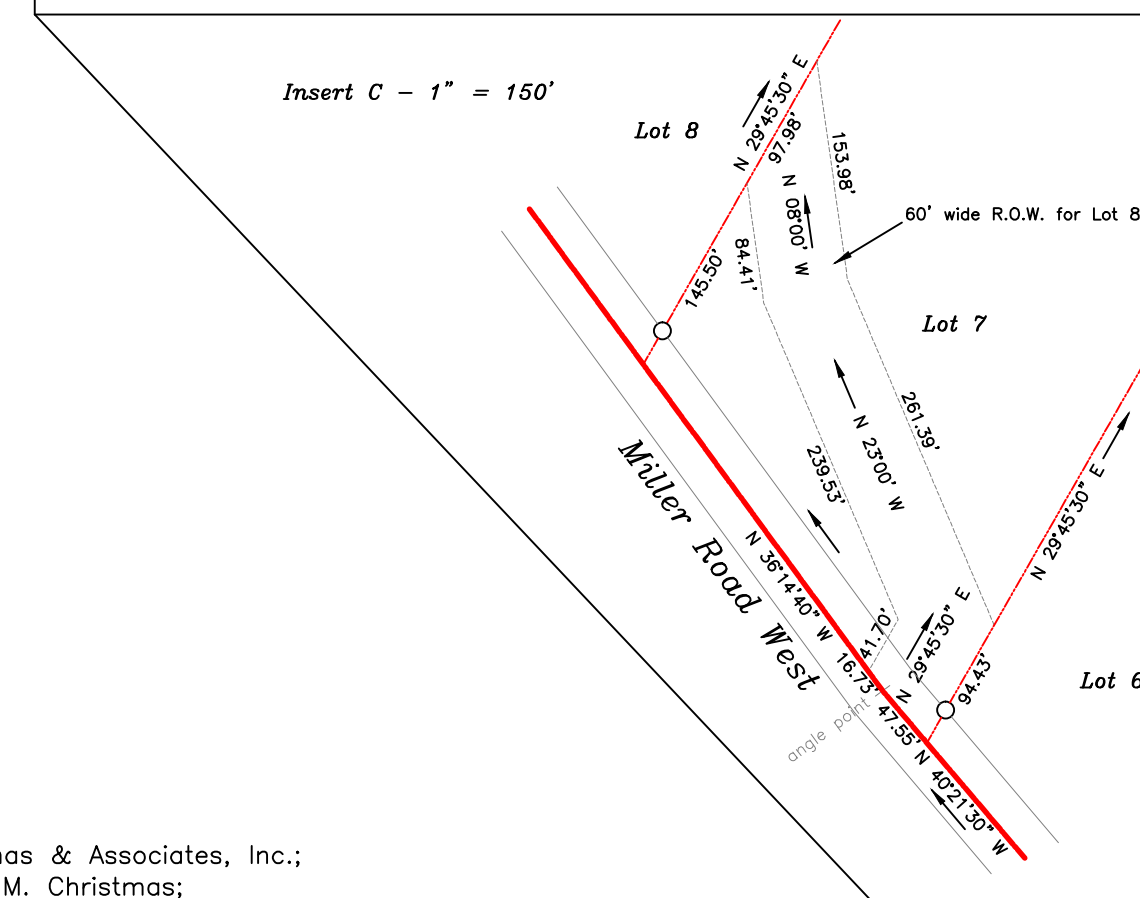 Insert C - 1" = 150'
Lot 8
N 29°45'30" E
97.98'
153.98'
N 08°00' W
60' wide R.O.W. for Lot 8
145.50'
84.41'
Lot 7
261.39'
N 23°00' W
239.53'
Miller Road West
N 36°14'40" W
N 29°45'30" E
41.70'
16.73'
N 29°45'30" E
94.43'
Lot 6
angle point
47.55'
N 40°21'30" W
& Associates, Inc.;
M. Christmas;